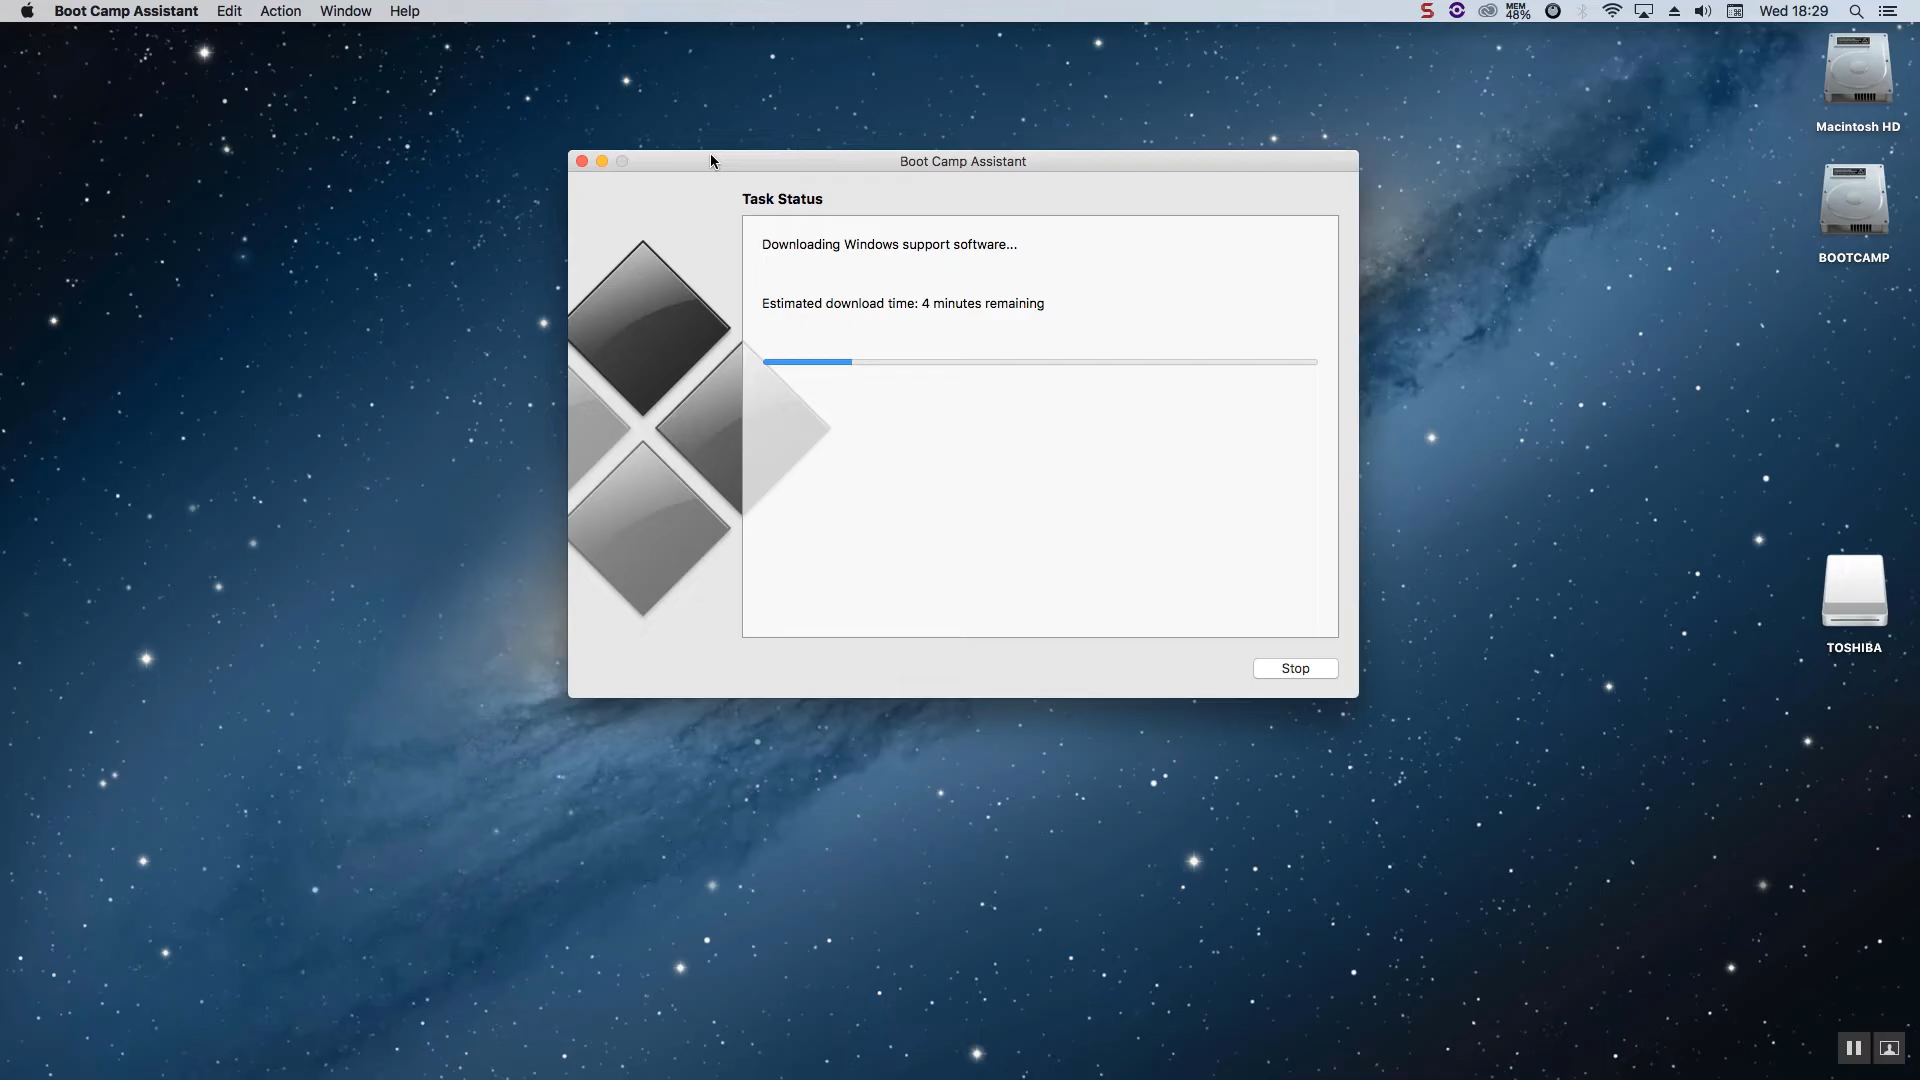 Boot Camp Assistant Edit Action Window Help
S MEM 48% Wed 18:29
Macintosh HD
BOOTCAMP
TOSHIBA
Boot Camp Assistant
Task Status
Downloading Windows support software...
Estimated download time: 4 minutes remaining
Stop